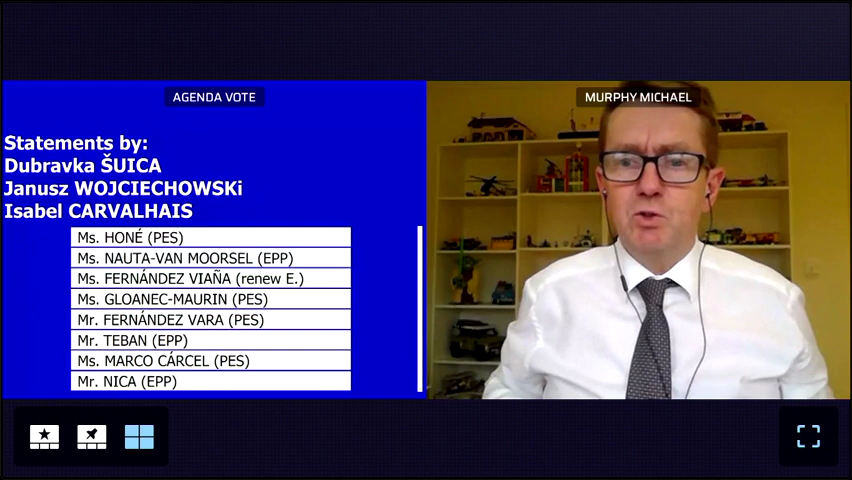 AGENDA VOTE
Statements by:
Dubravka ŠUICA
Janusz WOJCIECHOWSKi
Isabel CARVALHAIS
Ms. HONÉ (PES)
Ms. NAUTA-VAN MOORSEL (EPP)
Ms. FERNÁNDEZ VIAÑA (renew E.)
Ms. GLOANEC-MAURIN (PES)
Mr. FERNÁNDEZ VARA (PES)
Mr. TEBAN (EPP)
Ms. MARCO CÁRCEL (PES)
Mr. NICA (EPP)
MURPHY MICHAEL